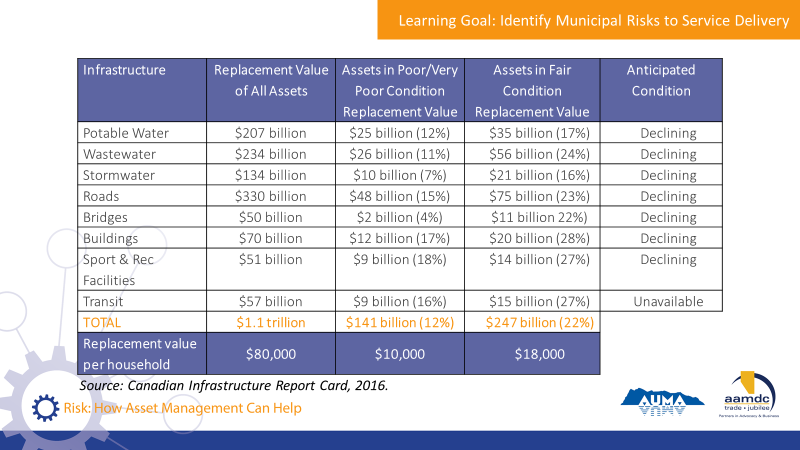 Learning Goal: Identify Municipal Risks to Service Delivery
Infrastructure Replacement Value of All Assets Assets in Poor/Very Poor Condition Replacement Value Assets in Fair Condition Replacement Value Anticipated Condition
Potable Water $207 billion $25 billion (12%) $35 billion (17%) Declining
Wastewater $234 billion $26 billion (11%) $56 billion (24%) Declining
Stormwater $134 billion $10 billion (7%) $21 billion (16%) Declining
Roads $330 billion $48 billion (15%) $75 billion (23%) Declining
Bridges $50 billion $2 billion (4%) $11 billion 22%) Declining
Buildings $70 billion $12 billion (17%) $20 billion (28%) Declining
Sport & Rec Facilities $51 billion $9 billion (18%) $14 billion (27%) Declining
Transit $57 billion $9 billion (16%) $15 billion (27%) Unavailable
TOTAL $1.1 trillion $141 billion (12%) $247 billion (22%)
Replacement value per household $80,000 $10,000 $18,000
Source: Canadian Infrastructure Report Card, 2016.
Risk: How Asset Management Can Help
AUMA
aamdc
trade • jubilee
Partners in Advocacy & Business